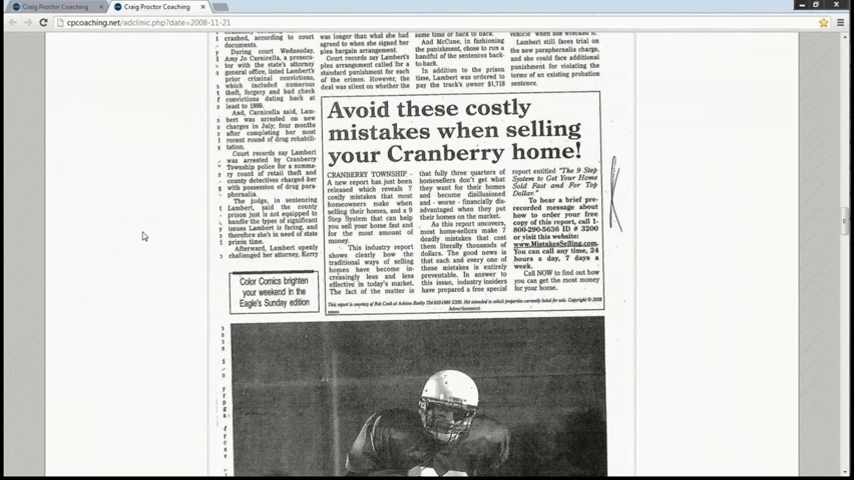 Craig Proctor Coaching
Craig Proctor Coaching
cpcoaching.net/adclinic.php?date=2008-11-21
crashed, according to court
documents.
During court Wednesday,
Amy Jo Carnicella, a prosecu-
tor with the state's attorney
general office, listed Lambert's
prior criminal convictions,
which included numerous
theft, forgery and bad check
convictions dating back at
least to 1998.
And, Carnicella said, Lam-
bert was arrested on new
charges in July, four months
after completing her most
recent round of drug rehabili-
tation.
Court records say Lambert
was arrested by Cranberry
Township police for a summa-
ry count of retail theft and
county detectives charged her
with possession of drug para-
phernalia.
The judge, in sentencing
Lambert, said the county
prison just is not equipped to
handle the types of significant
issues Lambert is facing, and
therefore she's in need of state
prison time.
Afterward, Lambert openly
challenged her attorney, Kerry
was longer than what she had
agreed to when she signed her
plea bargain arrangement.
Court records say Lambert's
plea arrangement called for a
standard punishment for each
of the crimes. However, the
deal was silent on whether the
same time or back to back.
And McCune, in fashioning
the punishment, chose to run a
handful of the sentences back-
to-back.
In addition to the prison
time, Lambert was ordered to
pay the truck's owner $1,718
Lambert still faces trial on
the new paraphernalia charge,
and she could face additional
punishment for violating the
terms of an existing probation
sentence.
Avoid these costly
mistakes when selling
your Cranberry home!
CRANBERRY TOWNSHIP -
A new report has just been
released which reveals 7
costly mistakes that most
homeowners make when
selling their homes, and a 9
Step System that can help
you sell your home fast and
for the most amount of
money.
This industry report
shows clearly how the
traditional ways of selling
homes have become in-
creasingly less and less
effective in today's market.
The fact of the matter is
that fully three quarters of
homesellers don't get what
they want for their homes
and become disillusioned
and - worse - financially dis-
advantaged when they put
their homes on the market.
As this report uncovers,
most home-sellers make 7
deadly mistakes that cost
them literally thousands of
dollars. The good news is
that each and every one of
these mistakes is entirely
preventable. In answer to
this issue, industry insiders
have prepared a free special
report entitled "The 9 Step
System to Get Your Home
Sold Fast and For Top
Dollar."
To hear a brief pre-
recorded message about
how to order your free
copy of this report, call 1-
800-290-5636 ID # 3200
or visit this website:
www.MistakesSelling.com.
You can call any time, 24
hours a day, 7 days a
week.
Call NOW to find out how
you can get the most money
for your home.
Advertisement
Color Comics brighten
your weekend in the
Eagle's Sunday edition